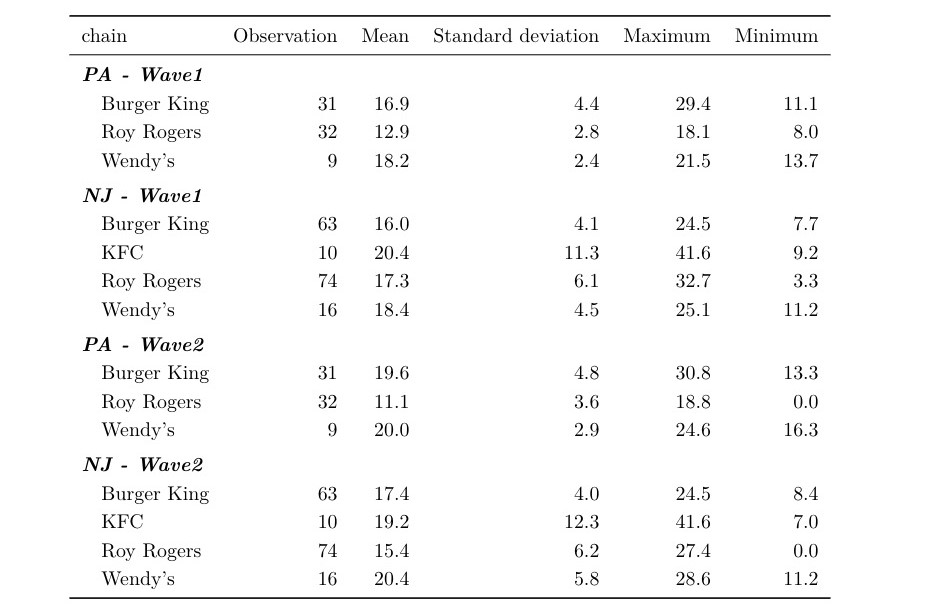 chain Observation Mean Standard deviation Maximum Minimum
PA - Wave1
Burger King 31 16.9 4.4 29.4 11.1
Roy Rogers 32 12.9 2.8 18.1 8.0
Wendy's 9 18.2 2.4 21.5 13.7
NJ - Wave1
Burger King 63 16.0 4.1 24.5 7.7
KFC 10 20.4 11.3 41.6 9.2
Roy Rogers 74 17.3 6.1 32.7 3.3
Wendy's 16 18.4 4.5 25.1 11.2
PA - Wave2
Burger King 31 19.6 4.8 30.8 13.3
Roy Rogers 32 11.1 3.6 18.8 0.0
Wendy's 9 20.0 2.9 24.6 16.3
NJ - Wave2
Burger King 63 17.4 4.0 24.5 8.4
KFC 10 19.2 12.3 41.6 7.0
Roy Rogers 74 15.4 6.2 27.4 0.0
Wendy's 16 20.4 5.8 28.6 11.2